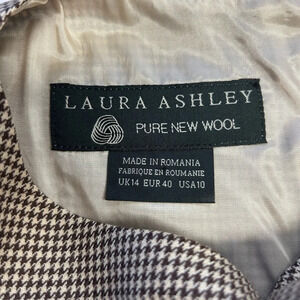 LAURA ASHLEY
PURE NEW WOOL
MADE IN ROMANIA
FABRIQUE EN ROUMANIE
UK14 EUR 40 USA10